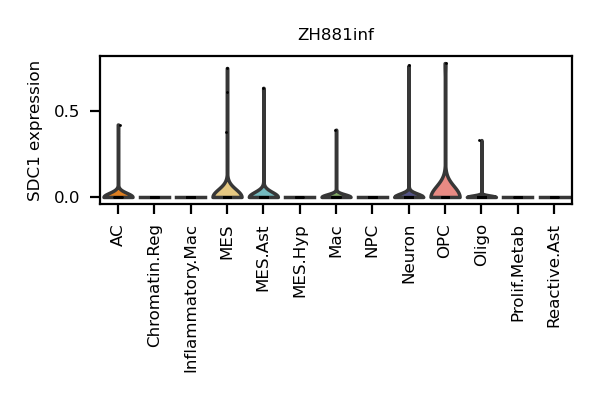 ZH881inf
SDC1 expression
0.5
0.0
AC
Chromatin.Reg
Inflammatory.Mac
MES
MES.Ast
MES.Hyp
Mac
NPC
Neuron
OPC
Oligo
Prolif.Metab
Reactive.Ast